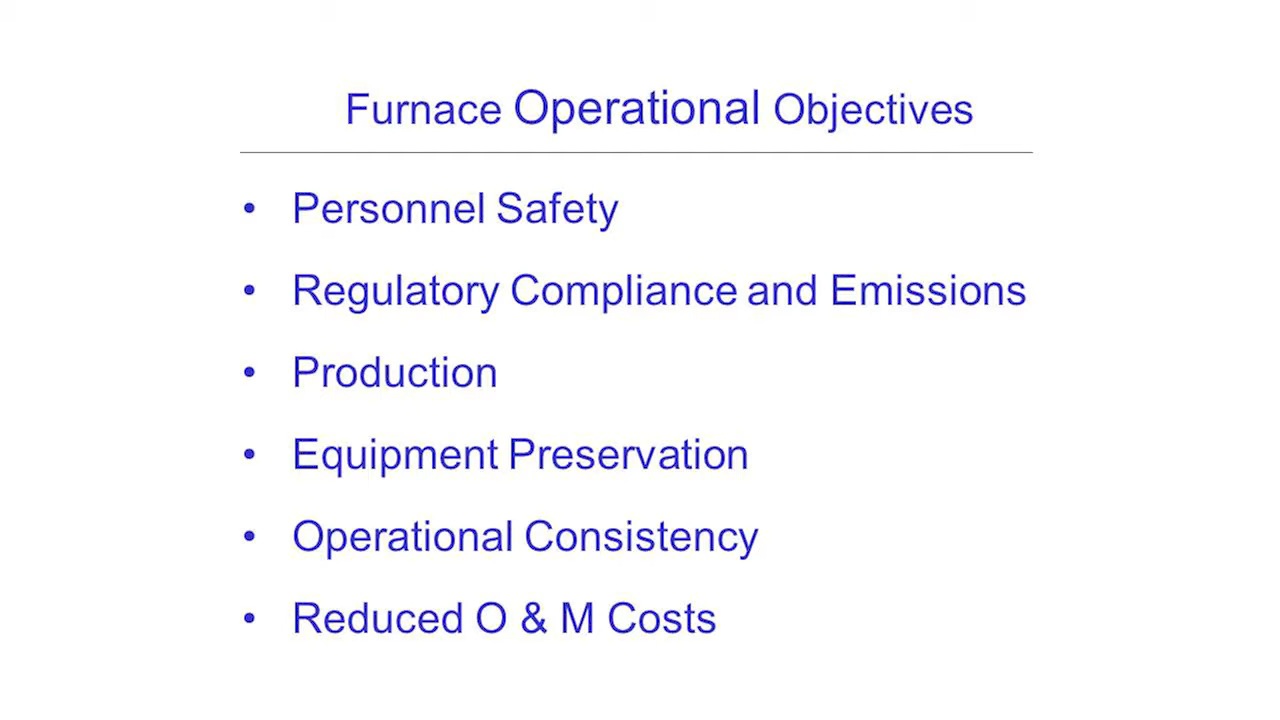 Furnace Operational Objectives
• Personnel Safety
• Regulatory Compliance and Emissions
• Production
• Equipment Preservation
• Operational Consistency
• Reduced O & M Costs